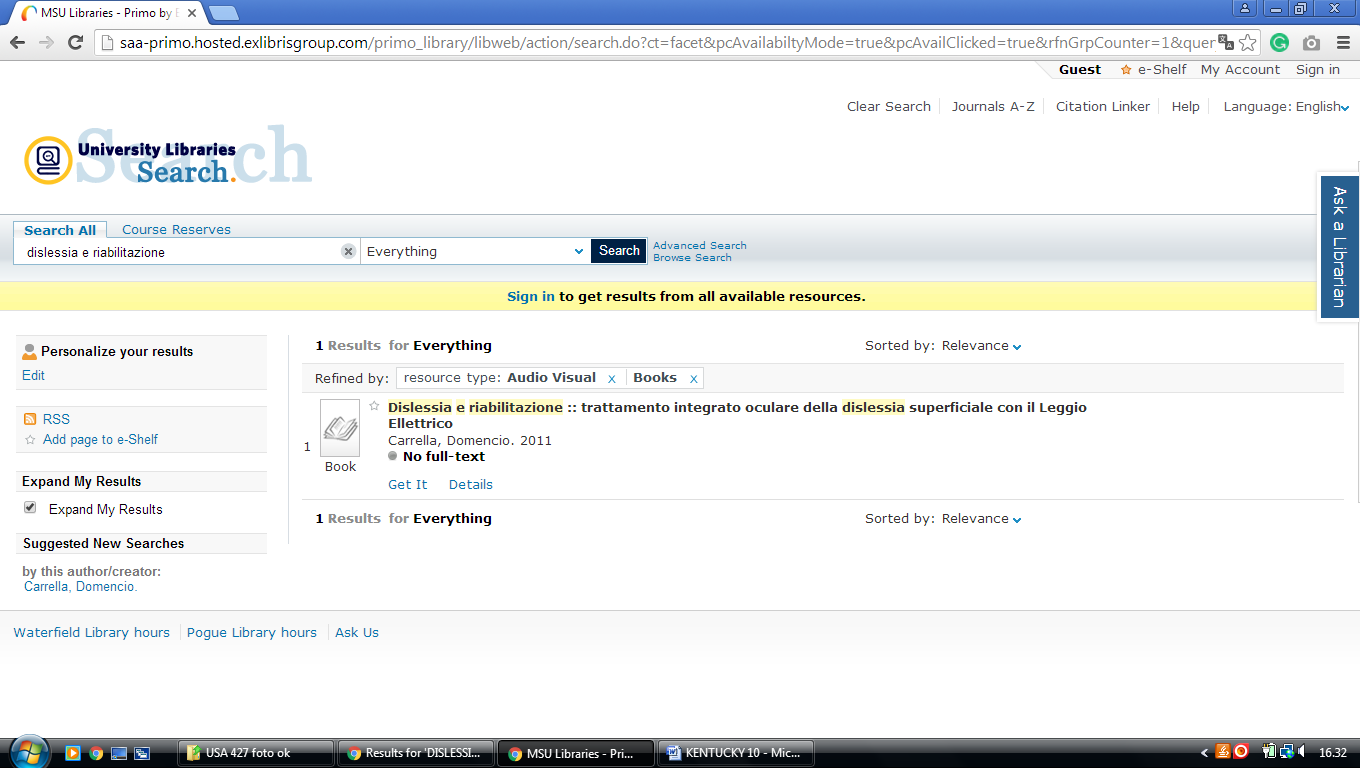 MSU Libraries - Primo by
saa-primo.hosted.exlibrisgroup.com/primo_library/libweb/action/search.do?ct=facet&pcAvailabiltyMode=true&pcAvailClicked=true&rfnGrpCounter=1&quer
Guest e-Shelf My Account Sign in
Clear Search Journals A-Z Citation Linker Help Language: English
Search
University Libraries
Search.
Ask a Librarian
Search All Course Reserves
dislessia e riabilitazione Everything Search
Advanced Search
Browse Search
Sign in to get results from all available resources.
Personalize your results
Edit
RSS
Add page to e-Shelf
Expand My Results
Expand My Results
Suggested New Searches
by this author/creator:
Carrella, Domencio.
1 Results for Everything Sorted by: Relevance
Refined by: resource type: Audio Visual x Books x
1
Book
Dislessia e riabilitazione :: trattamento integrato oculare della dislessia superficiale con il Leggio
Ellettrico
Carrella, Domencio. 2011
No full-text
Get It Details
1 Results for Everything Sorted by: Relevance
Waterfield Library hours Pogue Library hours Ask Us
USA 427 foto ok Results for 'DISLESSI... MSU Libraries - Pri... KENTUCKY 10 - Mic... 16.32